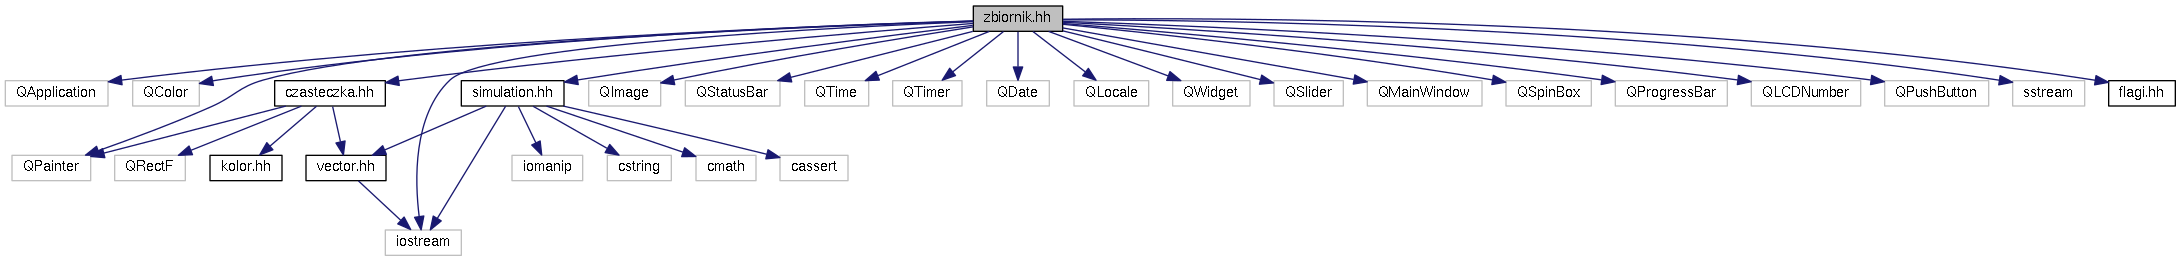 zbiornik.hh
QApplication
QColor
czasteczka.hh
simulation.hh
QImage
QStatusBar
QTime
QTimer
QDate
QLocale
QWidget
QSlider
QMainWindow
QSpinBox
QProgressBar
QLCDNumber
QPushButton
sstream
flagi.hh
QPainter
QRectF
kolor.hh
vector.hh
iomanip
cstring
cmath
cassert
iostream